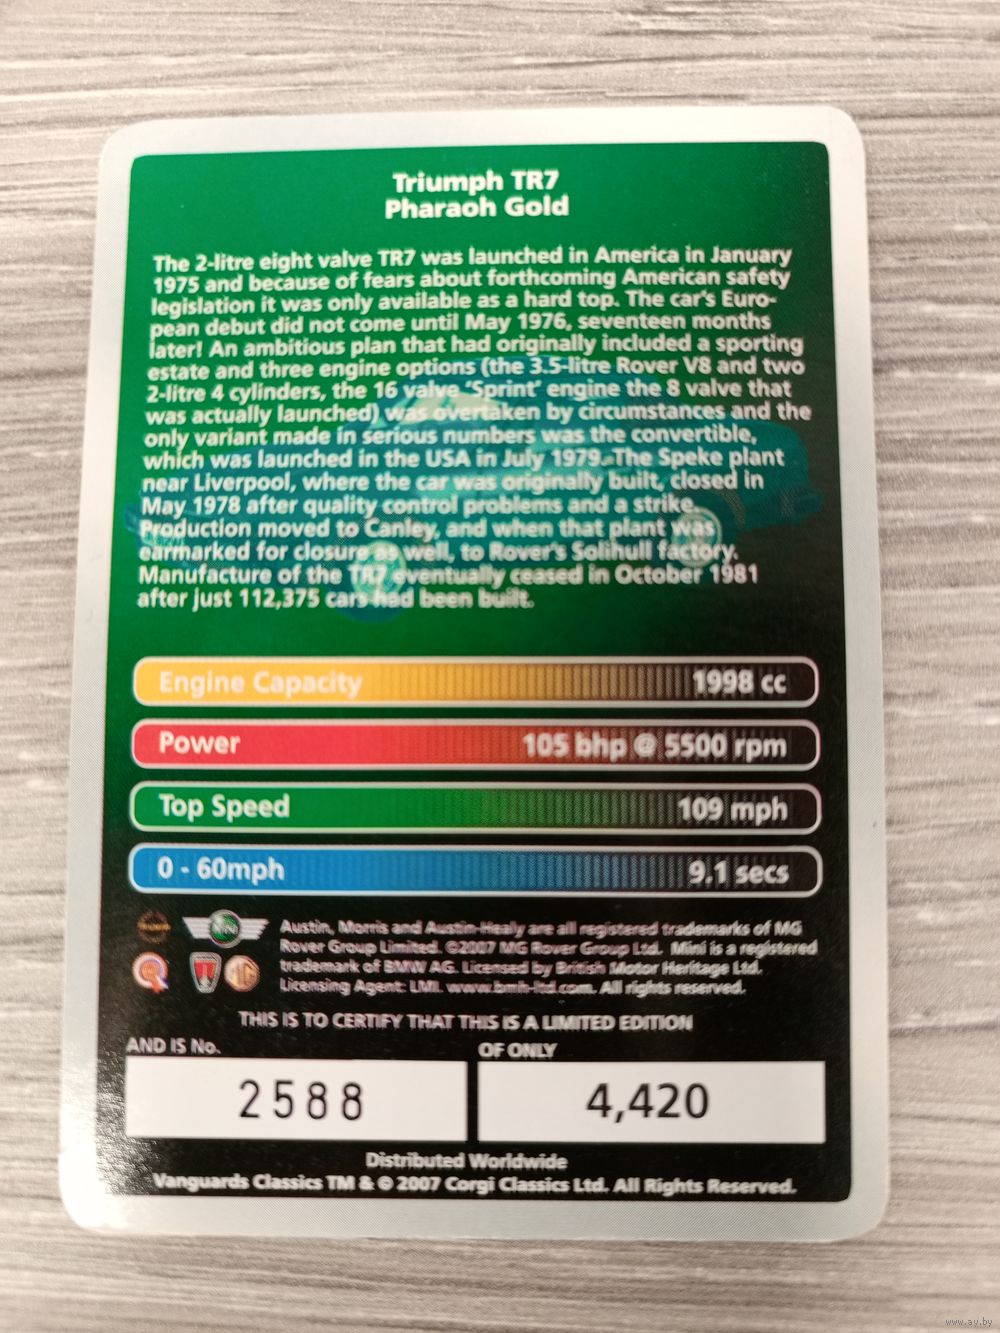 Triumph TR7
Pharaoh Gold
The 2-litre eight valve TR7 was launched in America in January
1975 and because of fears about forthcoming American safety
legislation it was only available as a hard top. The car's Euro-
pean debut did not come until May 1976, seventeen months
later! An ambitious plan that had originally included a sporting
estate and three engine options (the 3.5-litre Rover V8 and two
2-litre 4 cylinders, the 16 valve 'Sprint' engine the 8 valve that
was actually launched) was overtaken by circumstances and the
only variant made in serious numbers was the convertible,
which was launched in the USA in July 1979. The Speke plant
near Liverpool, where the car was originally built, closed in
May 1978 after quality control problems and a strike.
Production moved to Canley, and when that plant was
earmarked for closure as well, to Rover's Solihull factory.
Manufacture of the TR7 eventually ceased in October 1981
after just 112,375 cars had been built.
Engine Capacity 1998 cc
Power 105 bhp @ 5500 rpm
Top Speed 109 mph
0 - 60mph 9.1 secs
MINI
MG
Austin, Morris and Austin-Healy are all registered trademarks of MG
Rover Group Limited. ©2007 MG Rover Group Ltd. Mini is a registered
trademark of BMW AG. Licensed by British Motor Heritage Ltd.
Licensing Agent: LMI. www.bmh-ltd.com. All rights reserved.
THIS IS TO CERTIFY THAT THIS IS A LIMITED EDITION
AND IS No. OF ONLY
2588 4,420
Distributed Worldwide
Vanguards Classics TM & © 2007 Corgi Classics Ltd. All Rights Reserved.
www.ay.by